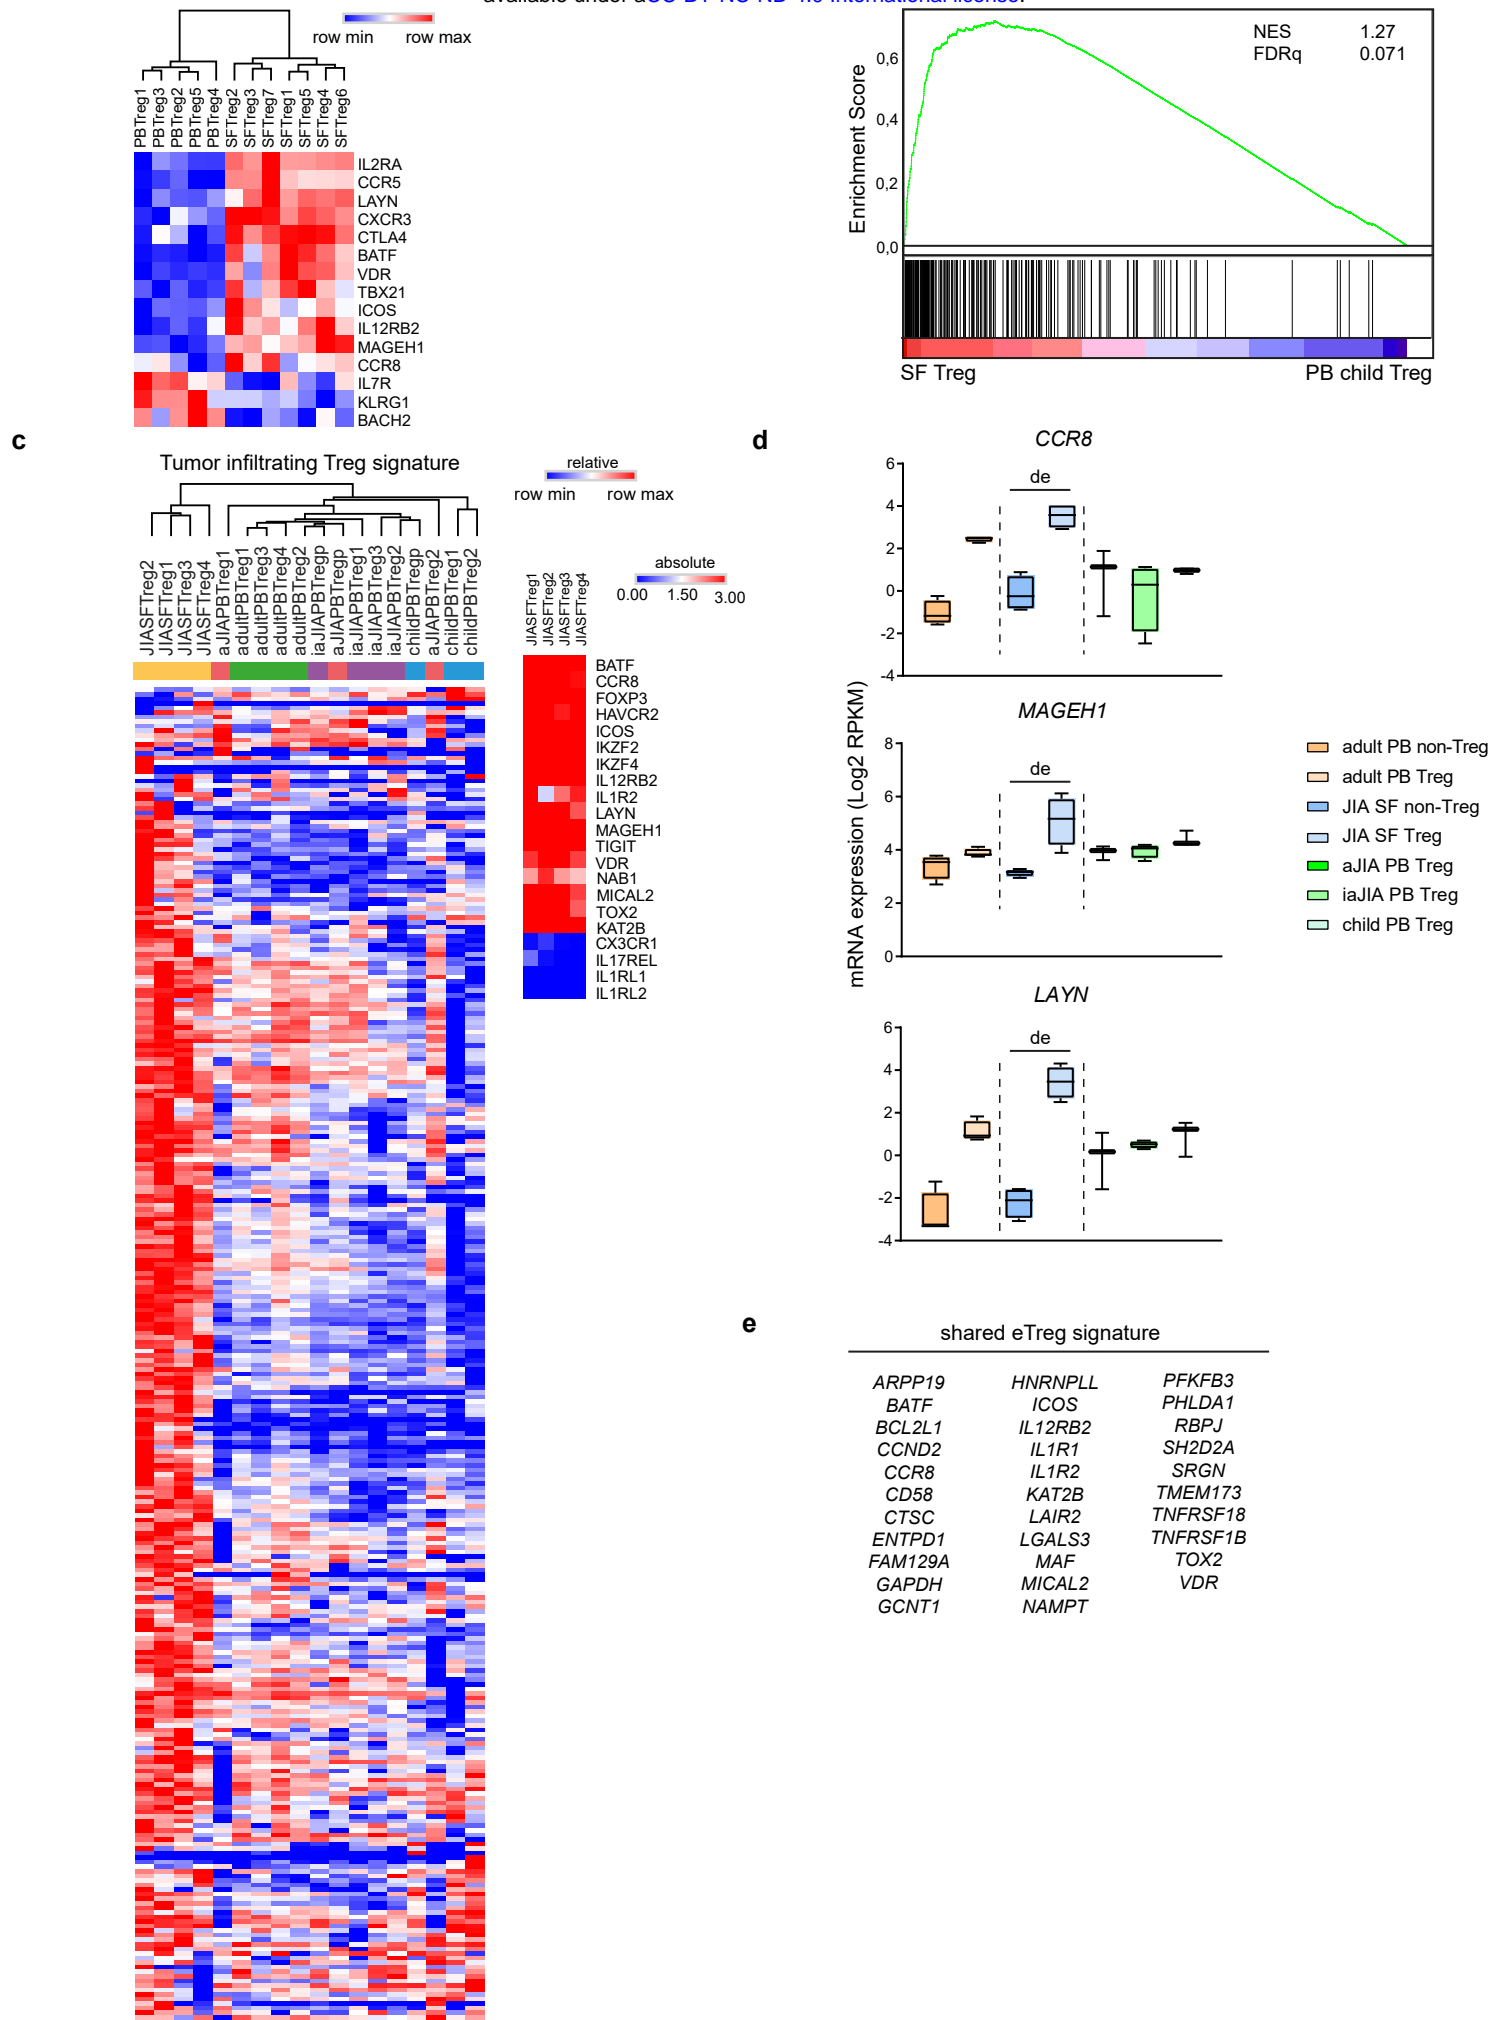 row min row max
PBTreg1
PBTreg3
PBTreg2
PBTreg5
PBTreg4
SFTreg2
SFTreg3
SFTreg7
SFTreg1
SFTreg5
SFTreg4
SFTreg6
IL2RA
CCR5
LAYN
CXCR3
CTLA4
BATF
VDR
TBX21
ICOS
IL12RB2
MAGEH1
CCR8
IL7R
KLRG1
BACH2
NES 1.27
FDRq 0.071
Enrichment Score
0,6
0,4
0,2
0,0
SF Treg PB child Treg
c
Tumor infiltrating Treg signature
relative
row min row max
JIASFTreg2
JIASFTreg1
JIASFTreg3
JIASFTreg4
aJIAPBTreg1
adultPBTreg1
adultPBTreg3
adultPBTreg4
adultPBTreg2
iaJIAPBTregp
aJIAPBTregp
iaJIAPBTreg1
iaJIAPBTreg3
iaJIAPBTreg2
childPBTregp
aJIAPBTreg2
childPBTreg1
childPBTreg2
absolute
0.00 1.50 3.00
JIASFTreg1
JIASFTreg2
JIASFTreg3
JIASFTreg4
BATF
CCR8
FOXP3
HAVCR2
ICOS
IKZF2
IKZF4
IL12RB2
IL1R2
LAYN
MAGEH1
TIGIT
VDR
NAB1
MICAL2
TOX2
KAT2B
CX3CR1
IL17REL
IL1RL1
IL1RL2
d
mRNA expression (Log2 RPKM)
CCR8
de
6
4
2
0
-2
-4
MAGEH1
de
8
6
4
2
0
LAYN
de
6
4
2
0
-2
-4
adult PB non-Treg
adult PB Treg
JIA SF non-Treg
JIA SF Treg
aJIA PB Treg
iaJIA PB Treg
child PB Treg
e
shared eTreg signature
ARPP19 HNRNPLL PFKFB3
BATF ICOS PHLDA1
BCL2L1 IL12RB2 RBPJ
CCND2 IL1R1 SH2D2A
CCR8 IL1R2 SRGN
CD58 KAT2B TMEM173
CTSC LAIR2 TNFRSF18
ENTPD1 LGALS3 TNFRSF1B
FAM129A MAF TOX2
GAPDH MICAL2 VDR
GCNT1 NAMPT